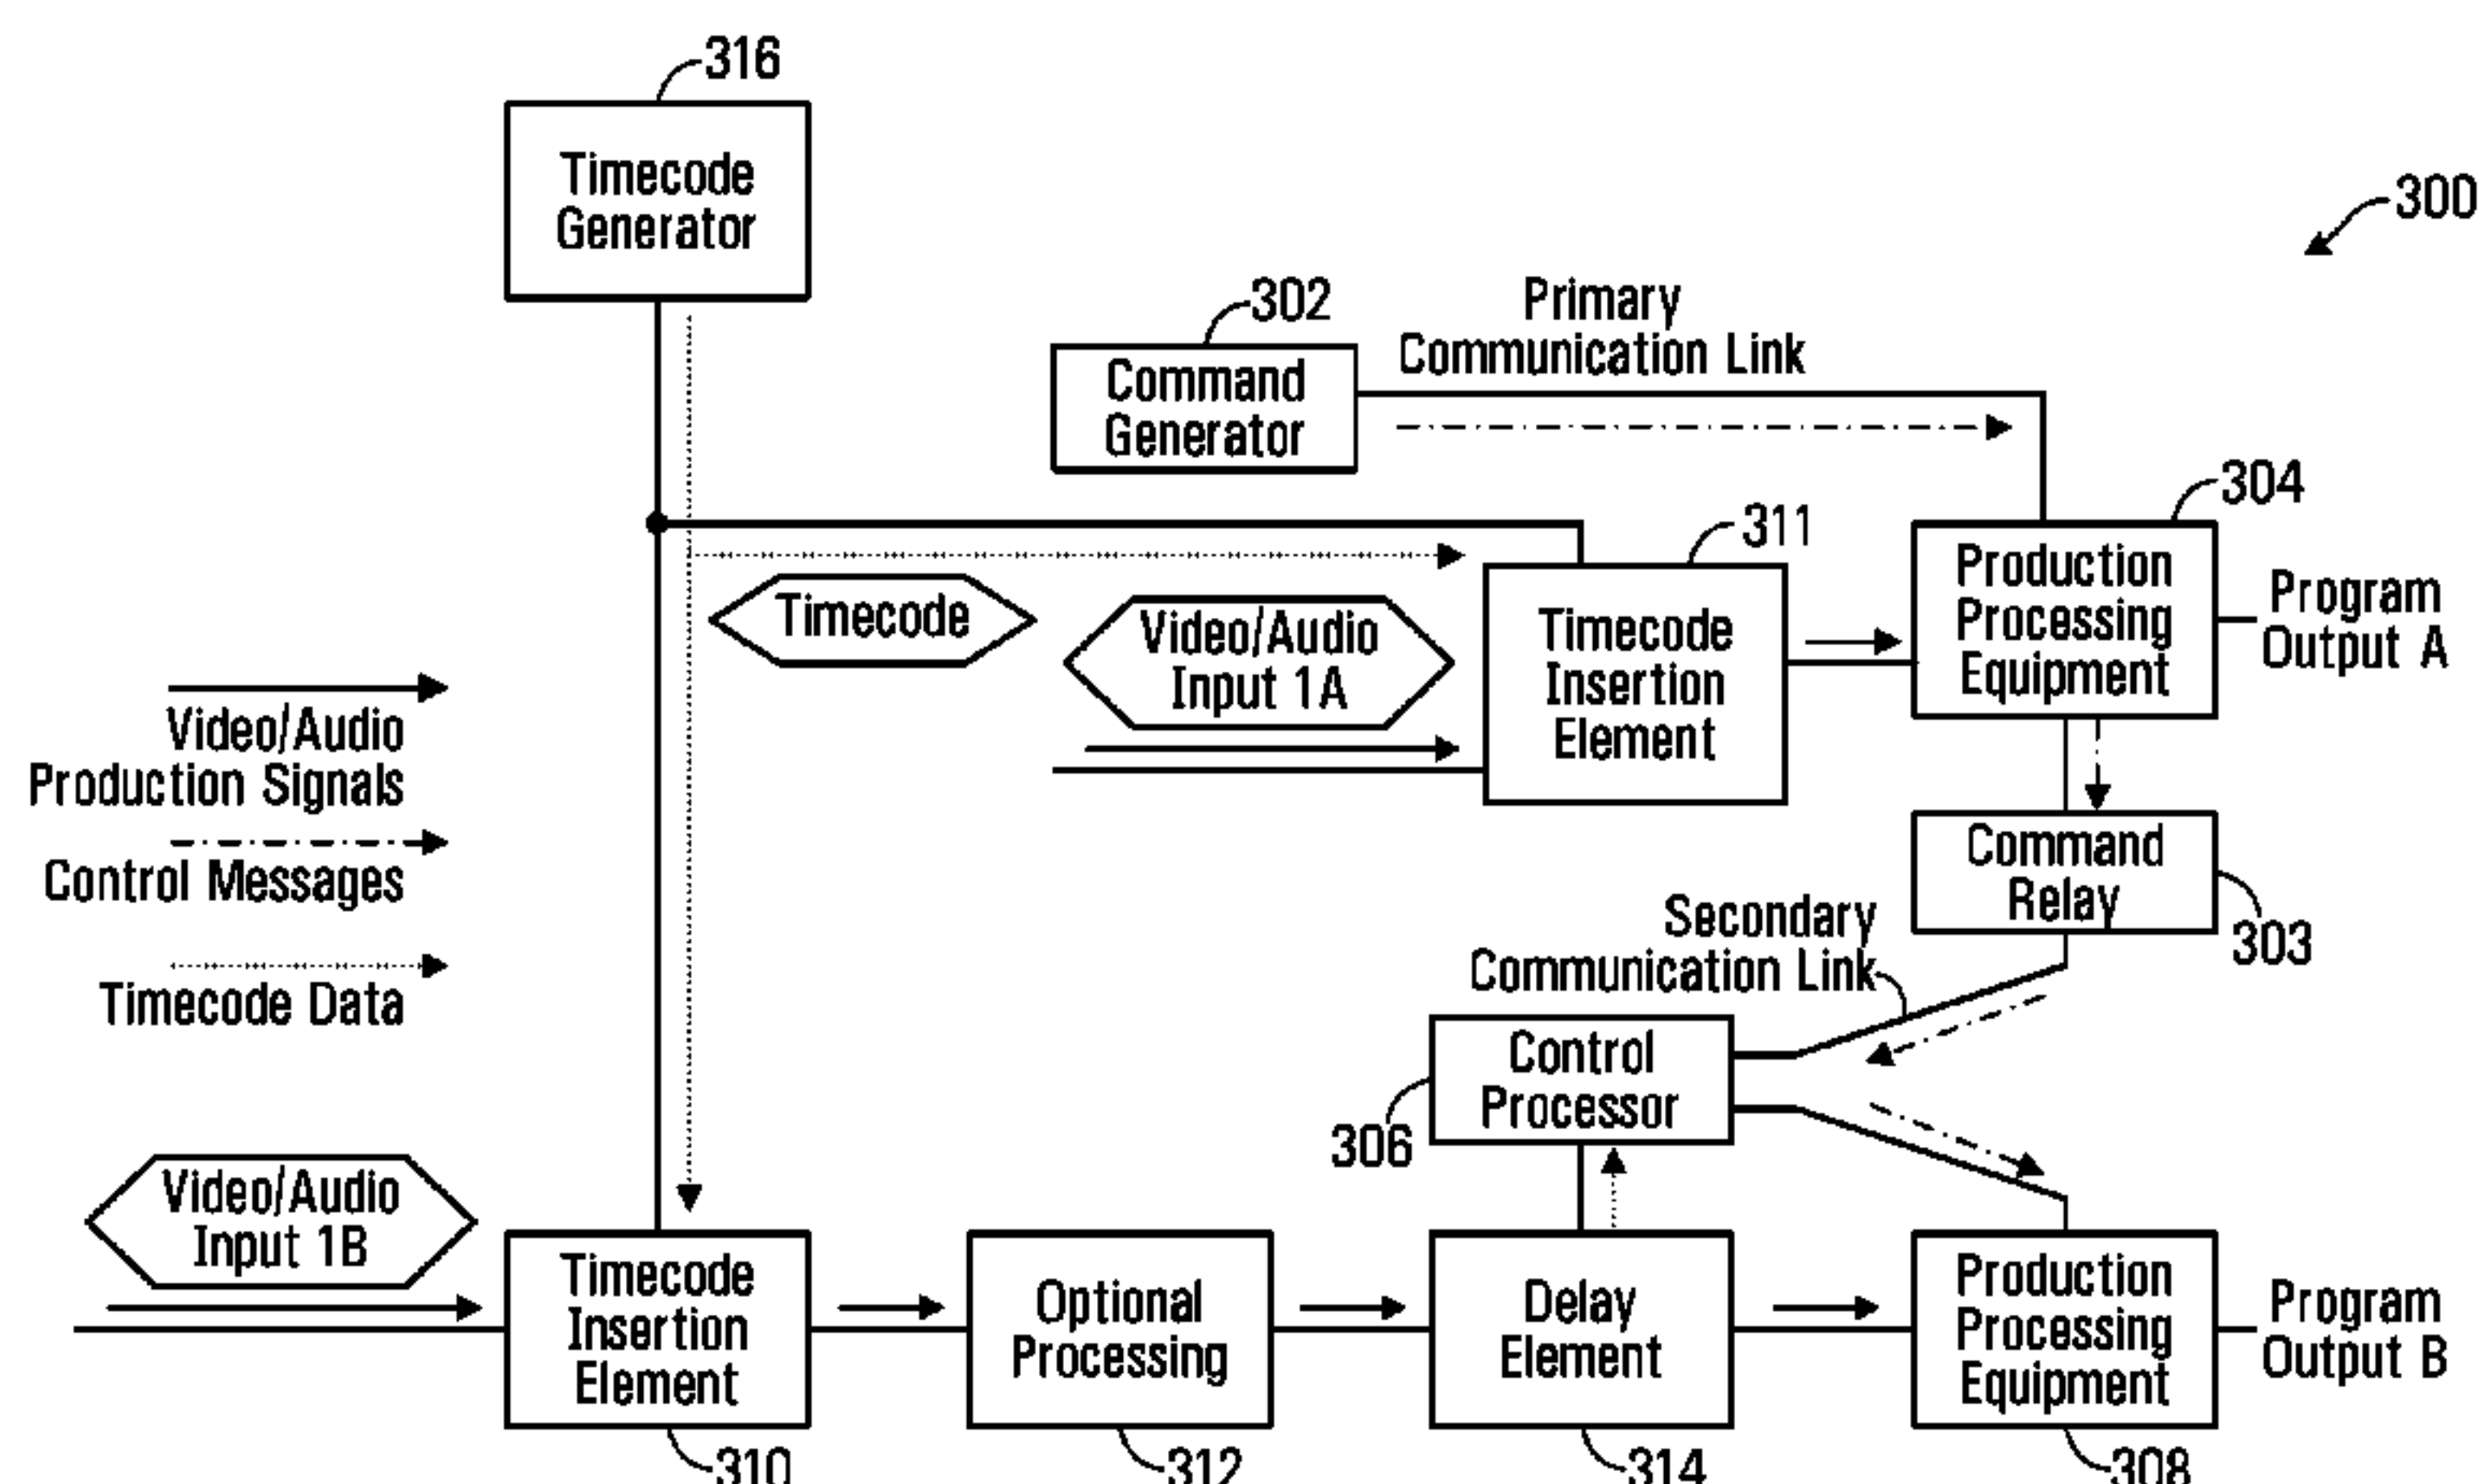 316
Timecode
Generator
300
302
Command
Generator
Primary
Communication Link
304
311
Production
Processing
Equipment
Program
Output A
Timecode
Video/Audio
Input 1A
Timecode
Insertion
Element
Video/Audio
Production Signals
Control Messages
Timecode Data
Command
Relay
303
Secondary
Communication Link
Control
Processor
306
Video/Audio
Input 1B
Timecode
Insertion
Element
Optional
Processing
Delay
Element
Production
Processing
Equipment
Program
Output B
310
312
314
308